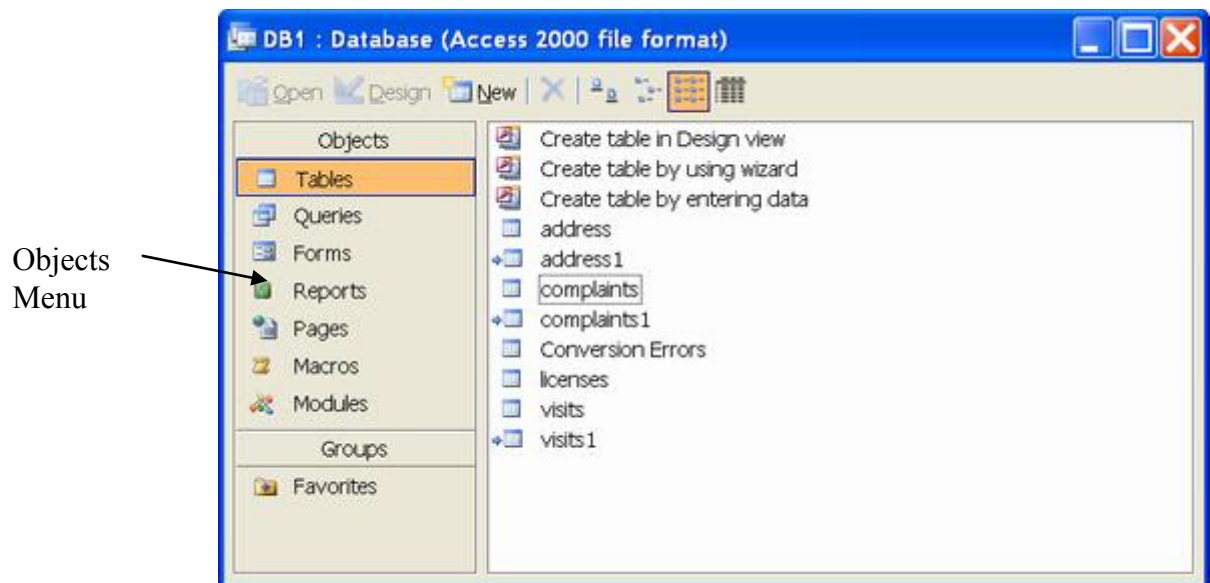 DB1 : Database (Access 2000 file format)
Open Design New
Objects
Tables
Queries
Forms
Reports
Pages
Macros
Modules
Groups
Favorites
Create table in Design view
Create table by using wizard
Create table by entering data
address
address1
complaints
complaints1
Conversion Errors
licenses
visits
visits1
Objects
Menu